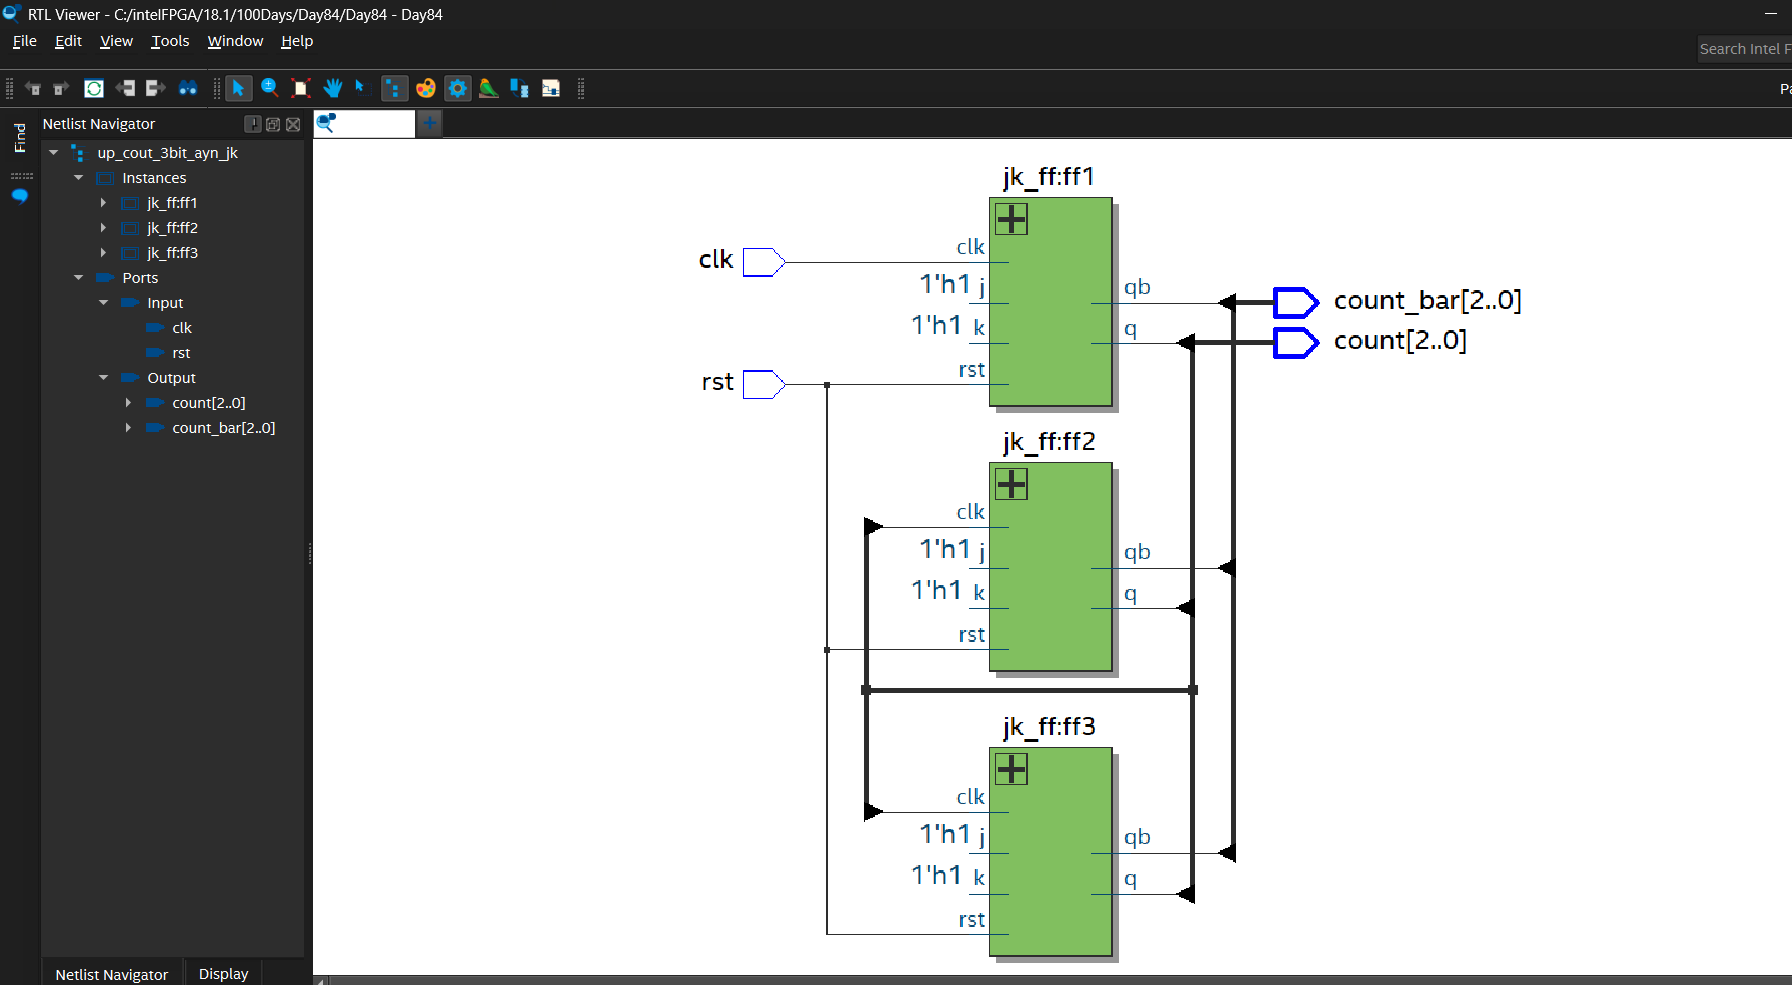 RTL Viewer - C:/intelFPGA/18.1/100Days/Day84/Day84 - Day84
File Edit View Tools Window Help
Search Intel F
Pa
Find
Netlist Navigator
up_cout_3bit_ayn_jk
Instances
jk_ff:ff1
jk_ff:ff2
jk_ff:ff3
Ports
Input
clk
rst
Output
count[2..0]
count_bar[2..0]
Netlist Navigator Display
jk_ff:ff1
clk
clk
1'h1 j
1'h1 k
rst
rst
qb
q
count_bar[2..0]
count[2..0]
jk_ff:ff2
clk
1'h1 j
1'h1 k
rst
qb
q
jk_ff:ff3
clk
1'h1 j
1'h1 k
rst
qb
q